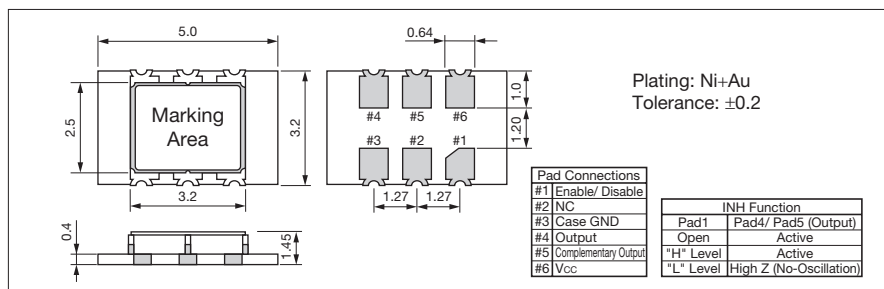 5.0
0.64
2.5
Marking
Area
3.2
3.2
#4 #5 #6
#3 #2 #1
1.0
1.20
1.27 1.27
0.4
1.45
Plating: Ni+Au
Tolerance: ±0.2
Pad Connections
#1 Enable/ Disable
#2 NC
#3 Case GND
#4 Output
#5 Complementary Output
#6 Vcc
INH Function
Pad1 Pad4/ Pad5 (Output)
Open Active
"H" Level Active
"L" Level High Z (No-Oscillation)